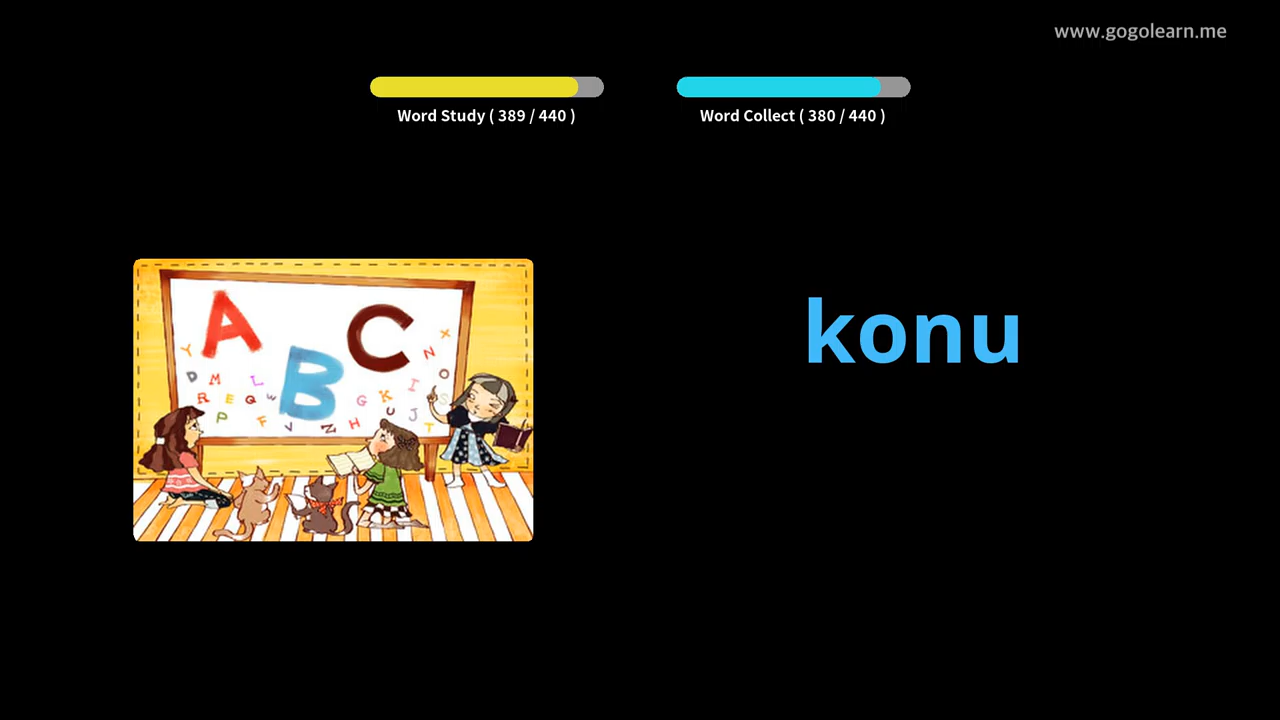 www.gogolearn.me
Word Study ( 389 / 440 )
Word Collect ( 380 / 440 )
konu
A
B
C
Y
D M L
R E Q W
P F V Z H
G K I
U J T
N X
O
S